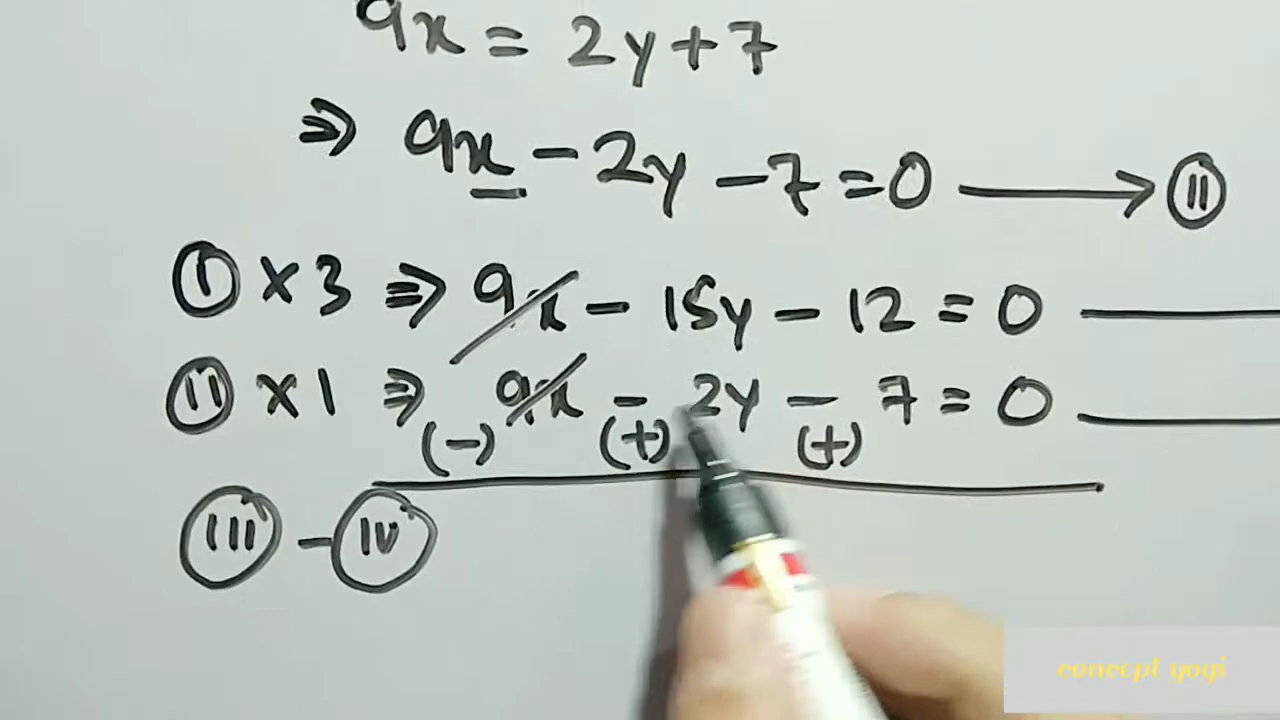 9x = 2y + 7
⇒ 9x - 2y - 7 = 0 ⟶ (II)
(I) × 3 ⇒ 9x - 15y - 12 = 0
(II) × 1 ⇒ 9x - 2y - 7 = 0
(-) (+) (+)
(III) - (IV)
concept yogi